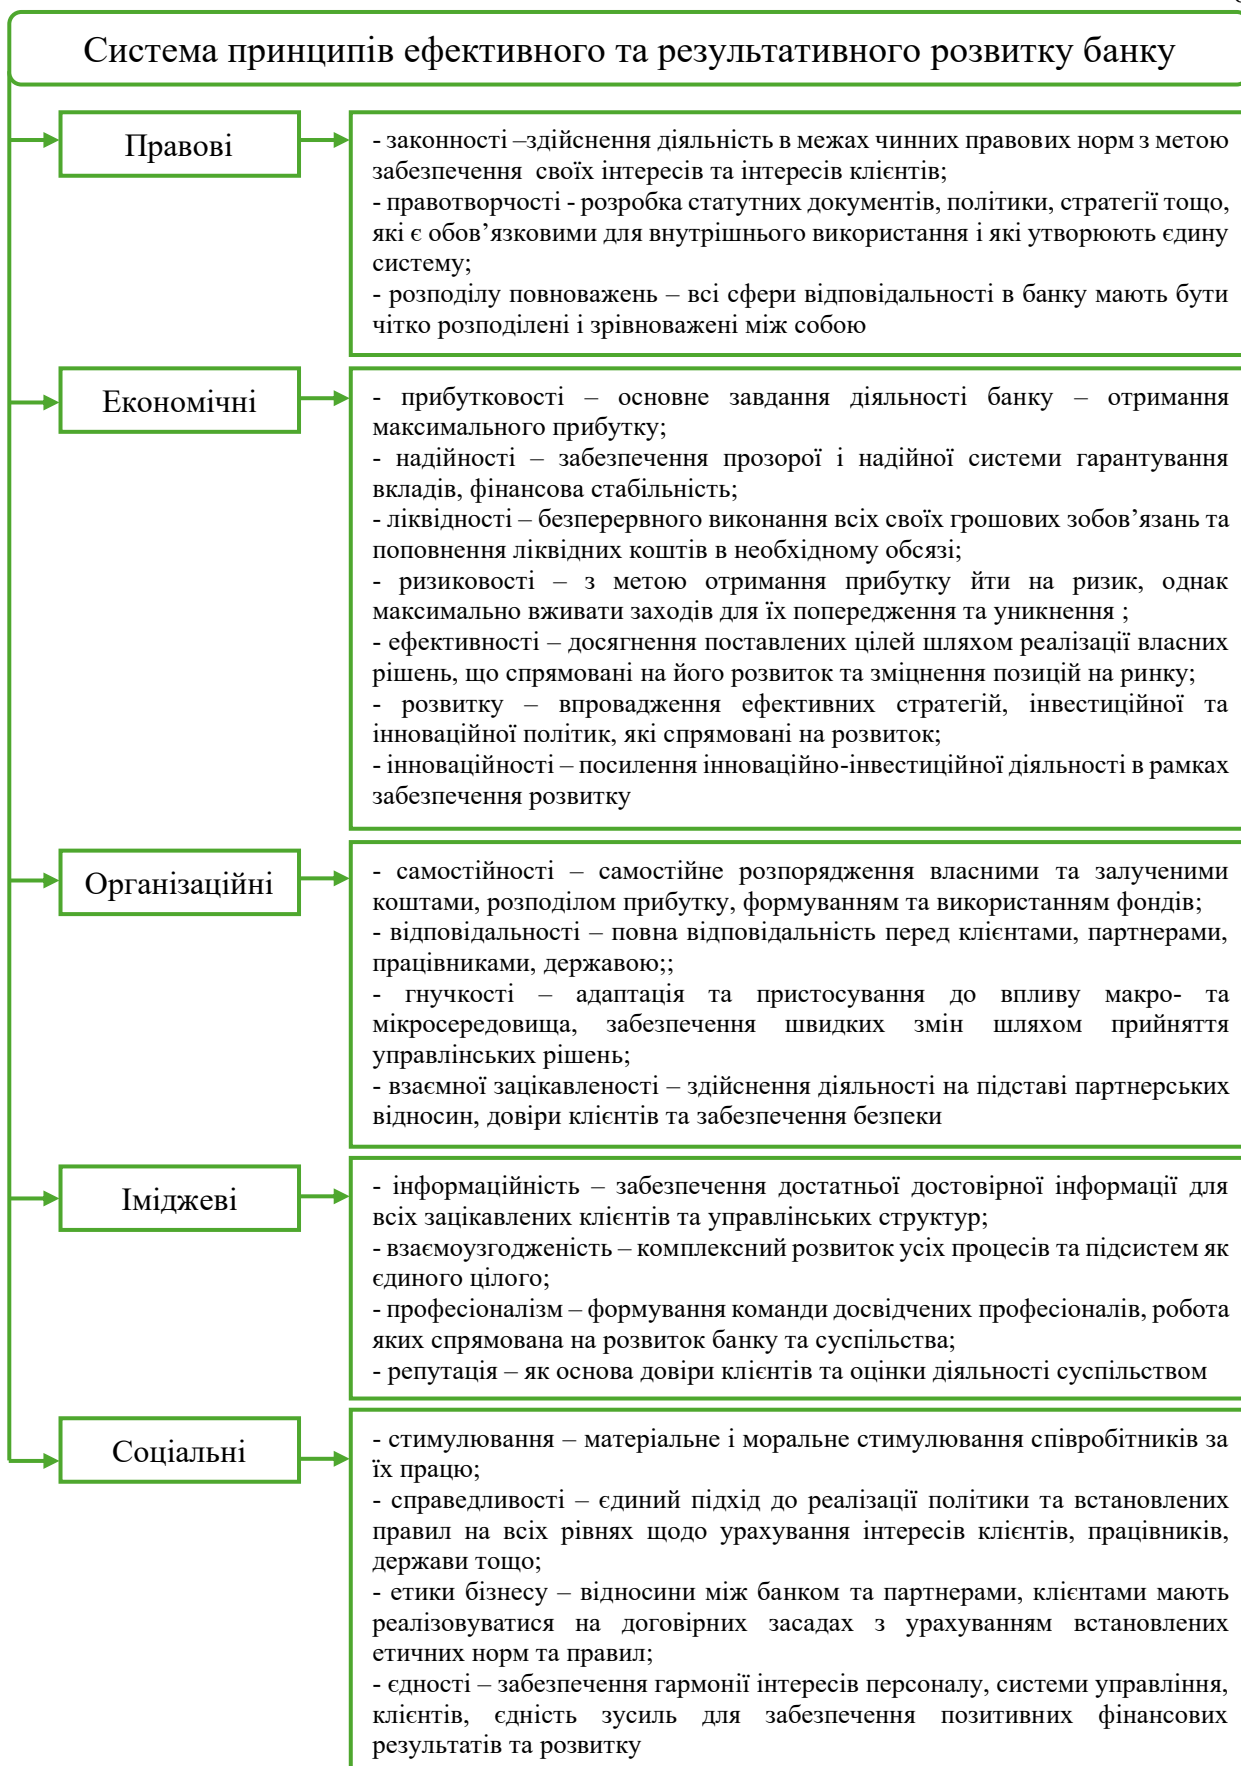 Система принципів ефективного та результативного розвитку банку
Правові
- законності –здійснення діяльність в межах чинних правових норм з метою
забезпечення своїх інтересів та інтересів клієнтів;
- правотворчості - розробка статутних документів, політики, стратегії тощо,
які є обов’язковими для внутрішнього використання і які утворюють єдину
систему;
- розподілу повноважень – всі сфери відповідальності в банку мають бути
чітко розподілені і зрівноважені між собою
Економічні
- прибутковості – основне завдання діяльності банку – отримання
максимального прибутку;
- надійності – забезпечення прозорої і надійної системи гарантування
вкладів, фінансова стабільність;
- ліквідності – безперервного виконання всіх своїх грошових зобов’язань та
поповнення ліквідних коштів в необхідному обсязі;
- ризиковості – з метою отримання прибутку йти на ризик, однак
максимально вживати заходів для їх попередження та уникнення ;
- ефективності – досягнення поставлених цілей шляхом реалізації власних
рішень, що спрямовані на його розвиток та зміцнення позицій на ринку;
- розвитку – впровадження ефективних стратегій, інвестиційної та
інноваційної політик, які спрямовані на розвиток;
- інноваційності – посилення інноваційно-інвестиційної діяльності в рамках
забезпечення розвитку
Організаційні
- самостійності – самостійне розпорядження власними та залученими
коштами, розподілом прибутку, формуванням та використанням фондів;
- відповідальності – повна відповідальність перед клієнтами, партнерами,
працівниками, державою;;
- гнучкості – адаптація та пристосування до впливу макро- та
мікросередовища, забезпечення швидких змін шляхом прийняття
управлінських рішень;
- взаємної зацікавленості – здійснення діяльності на підставі партнерських
відносин, довіри клієнтів та забезпечення безпеки
Іміджеві
- інформаційність – забезпечення достатньої достовірної інформації для
всіх зацікавлених клієнтів та управлінських структур;
- взаємоузгодженість – комплексний розвиток усіх процесів та підсистем як
єдиного цілого;
- професіоналізм – формування команди досвідчених професіоналів, робота
яких спрямована на розвиток банку та суспільства;
- репутація – як основа довіри клієнтів та оцінки діяльності суспільством
Соціальні
- стимулювання – матеріальне і моральне стимулювання співробітників за
їх працю;
- справедливості – єдиний підхід до реалізації політики та встановлених
правил на всіх рівнях щодо урахування інтересів клієнтів, працівників,
держави тощо;
- етики бізнесу – відносини між банком та партнерами, клієнтами мають
реалізовуватися на договірних засадах з урахуванням встановлених
етичних норм та правил;
- єдності – забезпечення гармонії інтересів персоналу, системи управління,
клієнтів, єдність зусиль для забезпечення позитивних фінансових
результатів та розвитку